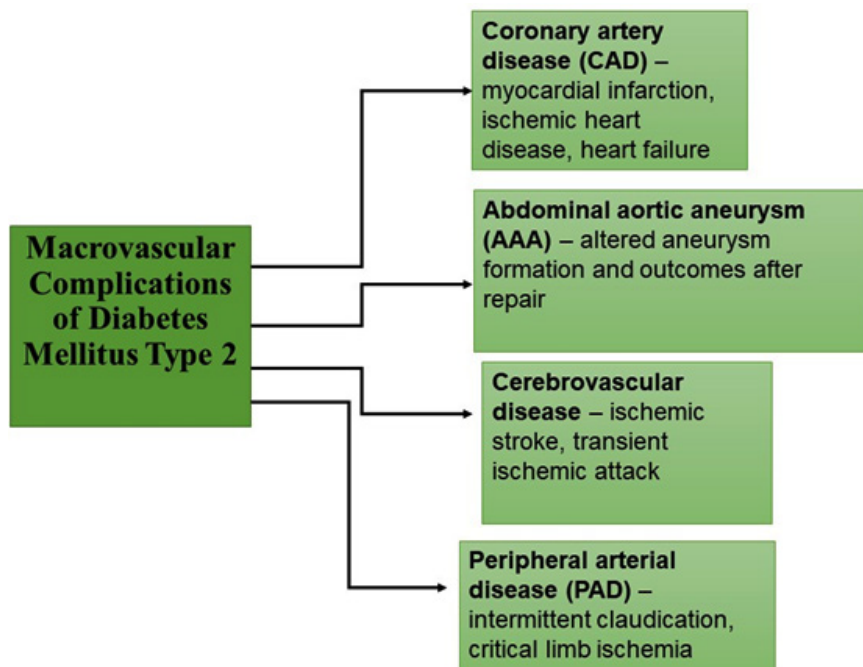 Macrovascular
Complications
of Diabetes
Mellitus Type 2
Coronary artery
disease (CAD) –
myocardial infarction,
ischemic heart
disease, heart failure
Abdominal aortic aneurysm
(AAA) – altered aneurysm
formation and outcomes after
repair
Cerebrovascular
disease – ischemic
stroke, transient
ischemic attack
Peripheral arterial
disease (PAD) –
intermittent claudication,
critical limb ischemia